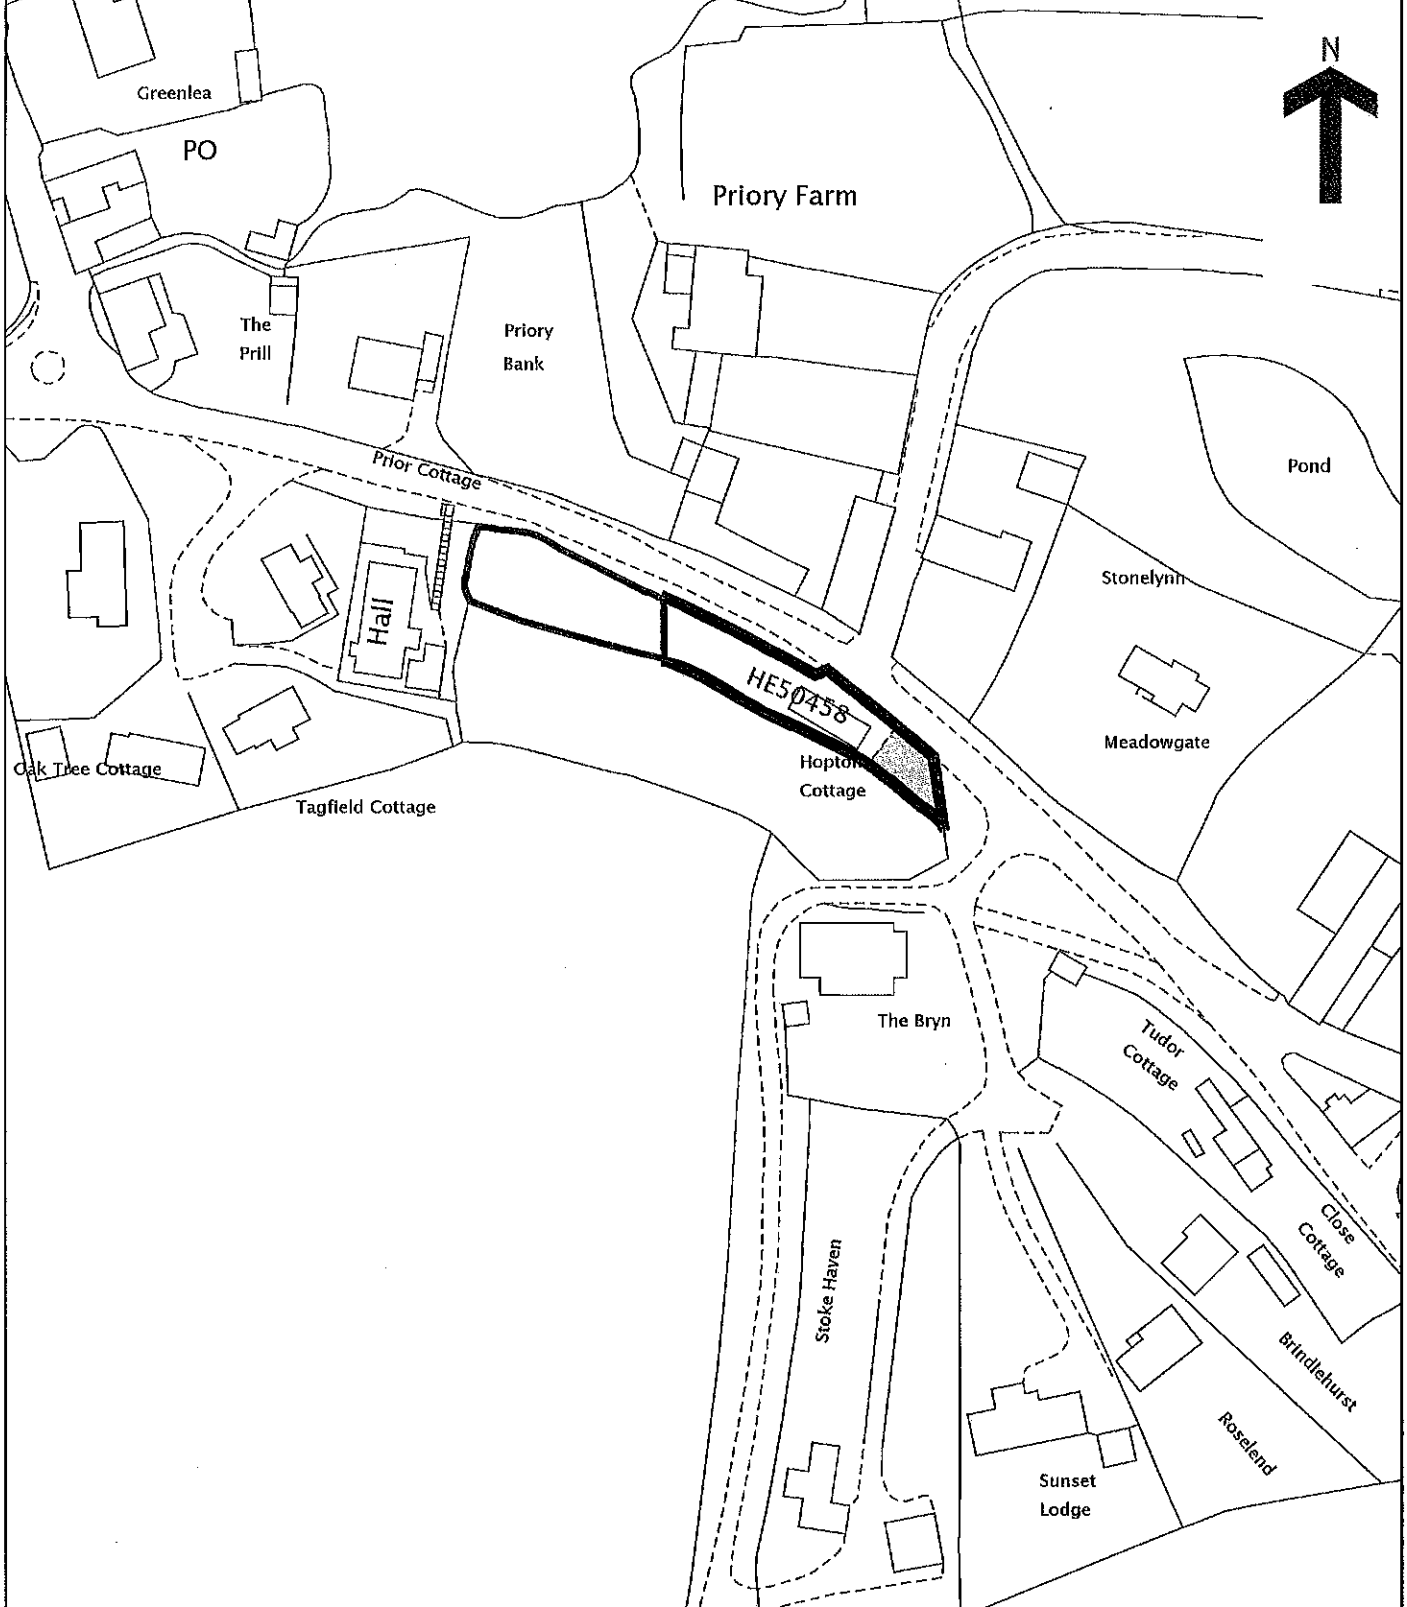 N
Greenlea
PO
Priory Farm
The
Prill
Priory
Bank
Pond
Prior Cottage
Stonelynn
Hall
HE50458
Meadowgate
Hopton
Cottage
Oak Tree Cottage
Tagfield Cottage
The Bryn
Tudor
Cottage
Close
Cottage
Stoke Haven
Brindlehurst
Roselend
Sunset
Lodge